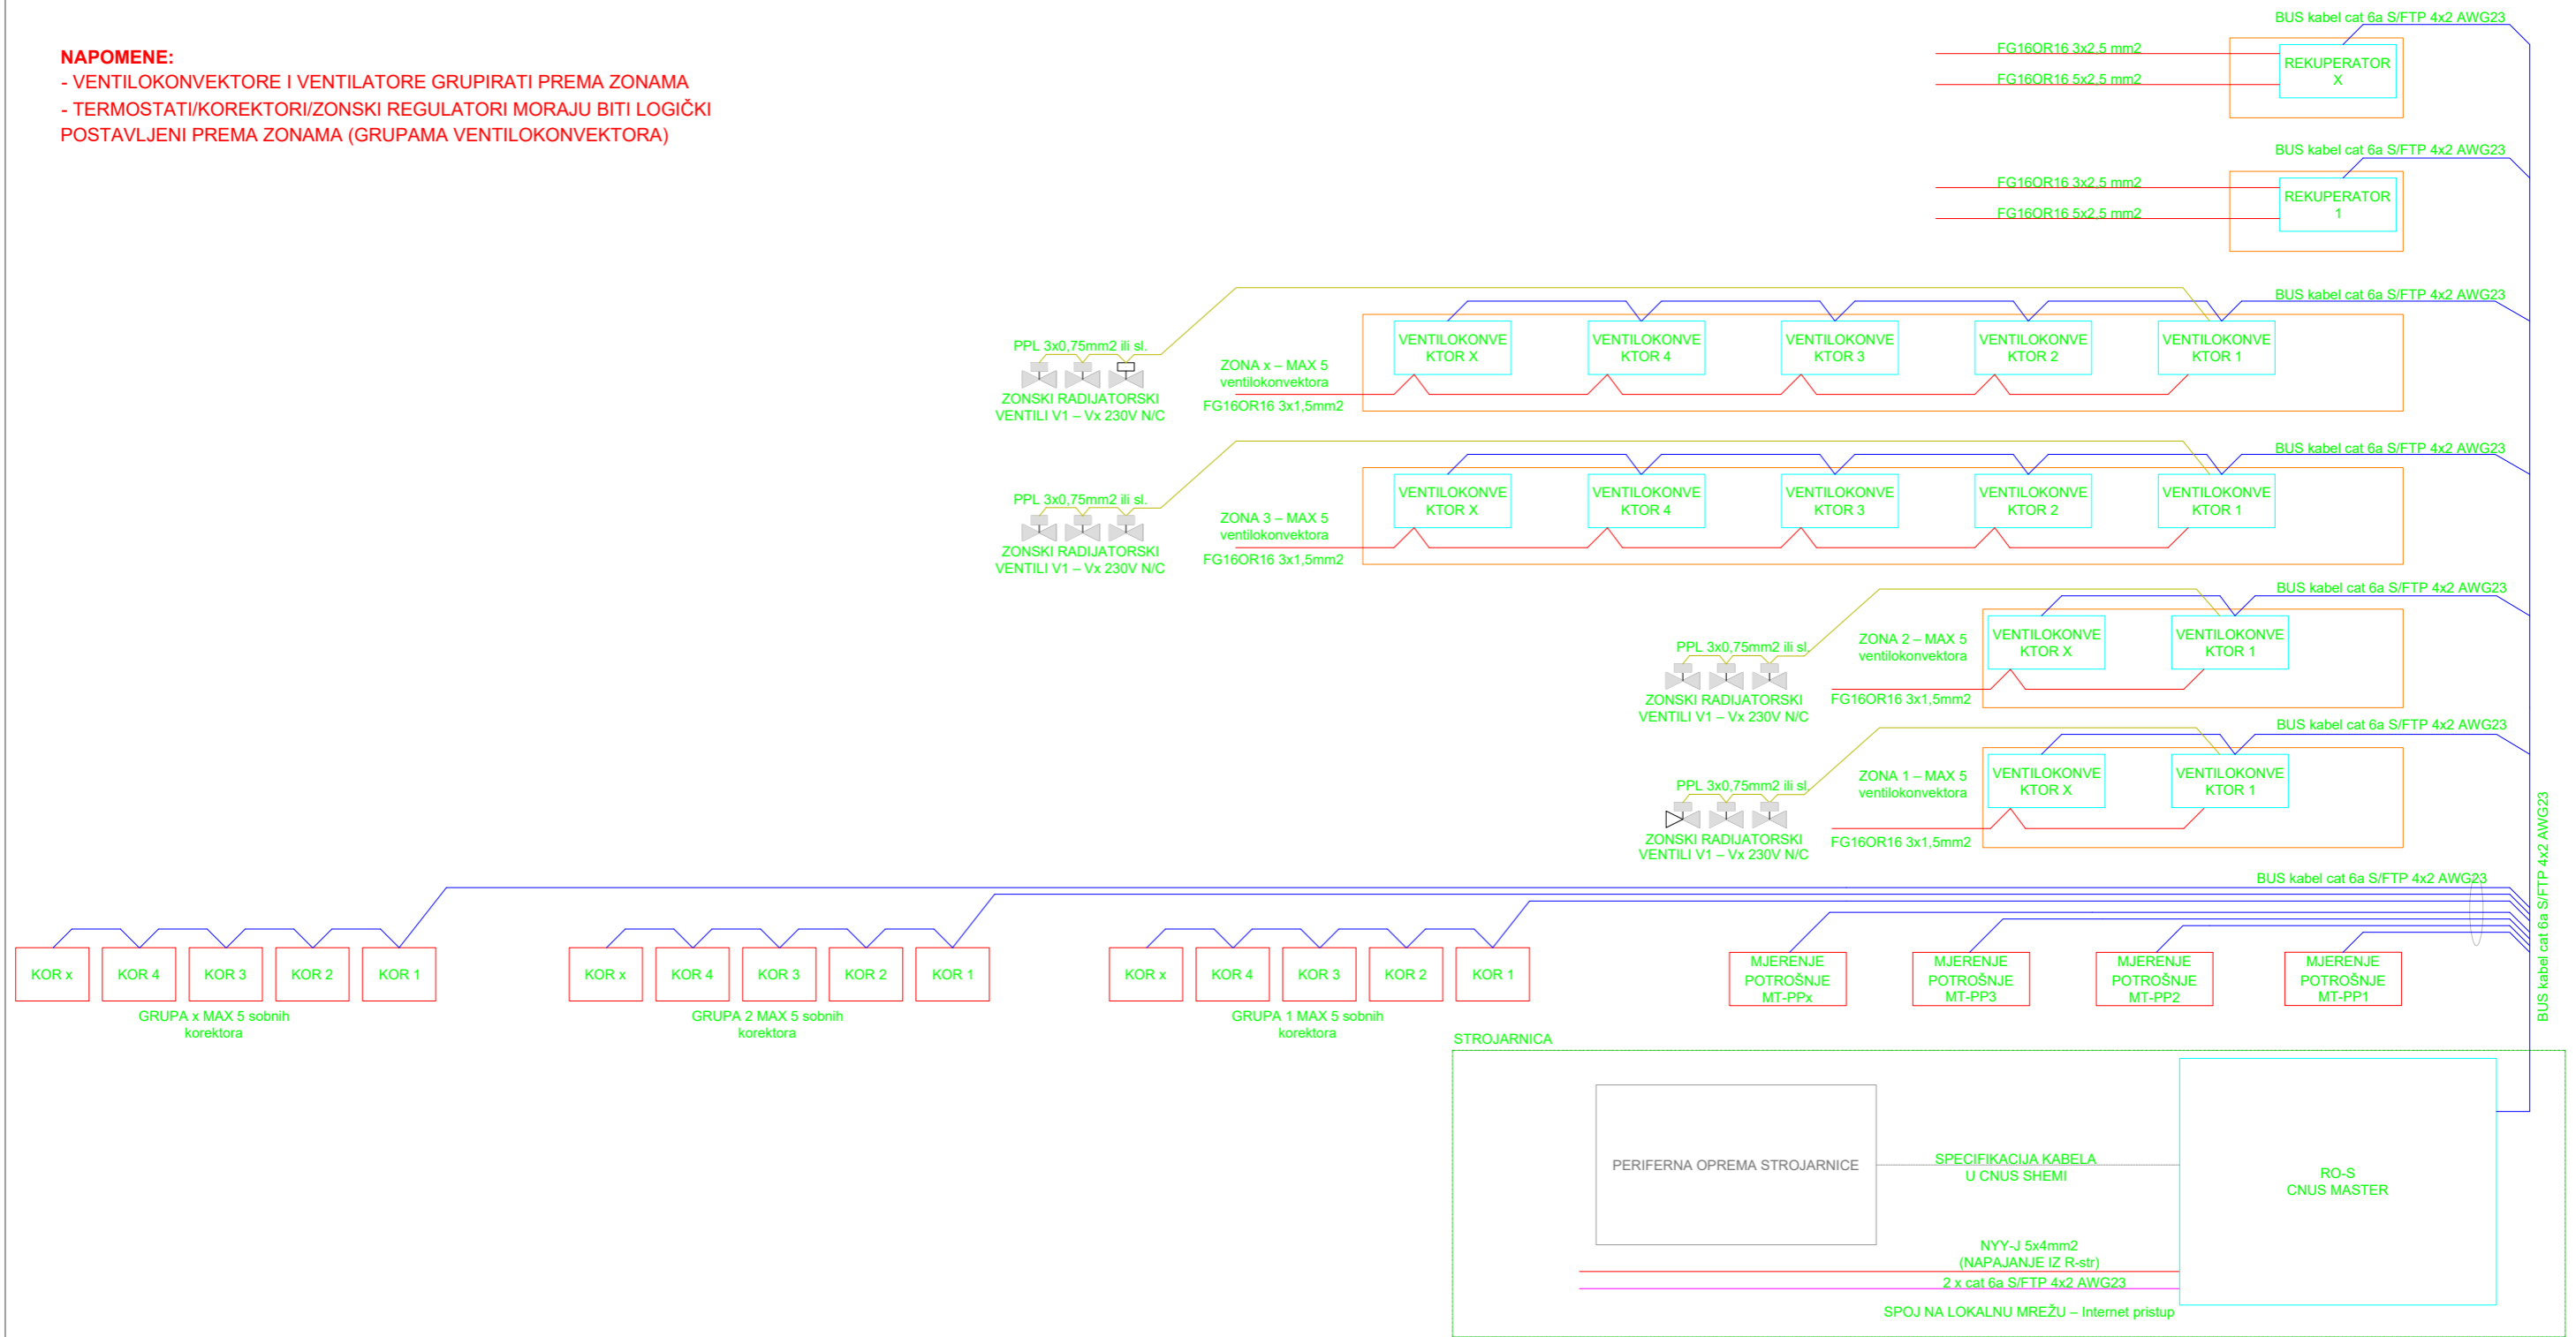 NAPOMENE:
- VENTILOKONVEKTORE I VENTILATORE GRUPIRATI PREMA ZONAMA
- TERMOSTATI/KOREKTORI/ZONSKI REGULATORI MORAJU BITI LOGIČKI
POSTAVLJENI PREMA ZONAMA (GRUPAMA VENTILOKONVEKTORA)
BUS kabel cat 6a S/FTP 4x2 AWG23
FG16OR16 3x2,5 mm2
FG16OR16 5x2,5 mm2
REKUPERATOR
X
BUS kabel cat 6a S/FTP 4x2 AWG23
FG16OR16 3x2,5 mm2
FG16OR16 5x2,5 mm2
REKUPERATOR
1
BUS kabel cat 6a S/FTP 4x2 AWG23
PPL 3x0,75mm2 ili sl.
ZONSKI RADIJATORSKI
VENTILI V1 – Vx 230V N/C
ZONA x – MAX 5
ventilokonvektora
FG16OR16 3x1,5mm2
VENTILOKONVE
KTOR X
VENTILOKONVE
KTOR 4
VENTILOKONVE
KTOR 3
VENTILOKONVE
KTOR 2
VENTILOKONVE
KTOR 1
BUS kabel cat 6a S/FTP 4x2 AWG23
PPL 3x0,75mm2 ili sl.
ZONSKI RADIJATORSKI
VENTILI V1 – Vx 230V N/C
ZONA 3 – MAX 5
ventilokonvektora
FG16OR16 3x1,5mm2
VENTILOKONVE
KTOR X
VENTILOKONVE
KTOR 4
VENTILOKONVE
KTOR 3
VENTILOKONVE
KTOR 2
VENTILOKONVE
KTOR 1
BUS kabel cat 6a S/FTP 4x2 AWG23
PPL 3x0,75mm2 ili sl.
ZONSKI RADIJATORSKI
VENTILI V1 – Vx 230V N/C
ZONA 2 – MAX 5
ventilokonvektora
FG16OR16 3x1,5mm2
VENTILOKONVE
KTOR X
VENTILOKONVE
KTOR 1
BUS kabel cat 6a S/FTP 4x2 AWG23
PPL 3x0,75mm2 ili sl.
ZONSKI RADIJATORSKI
VENTILI V1 – Vx 230V N/C
ZONA 1 – MAX 5
ventilokonvektora
FG16OR16 3x1,5mm2
VENTILOKONVE
KTOR X
VENTILOKONVE
KTOR 1
BUS kabel cat 6a S/FTP 4x2 AWG23
BUS kabel cat 6a S/FTP 4x2 AWG23
KOR x
KOR 4
KOR 3
KOR 2
KOR 1
GRUPA x MAX 5 sobnih
korektora
KOR x
KOR 4
KOR 3
KOR 2
KOR 1
GRUPA 2 MAX 5 sobnih
korektora
KOR x
KOR 4
KOR 3
KOR 2
KOR 1
GRUPA 1 MAX 5 sobnih
korektora
MJERENJE
POTROŠNJE
MT-PPx
MJERENJE
POTROŠNJE
MT-PP3
MJERENJE
POTROŠNJE
MT-PP2
MJERENJE
POTROŠNJE
MT-PP1
STROJARNICA
PERIFERNA OPREMA STROJARNICE
SPECIFIKACIJA KABELA
U CNUS SHEMI
RO-S
CNUS MASTER
NYY-J 5x4mm2
(NAPAJANJE IZ R-str)
2 x cat 6a S/FTP 4x2 AWG23
SPOJ NA LOKALNU MREŽU – Internet pristup